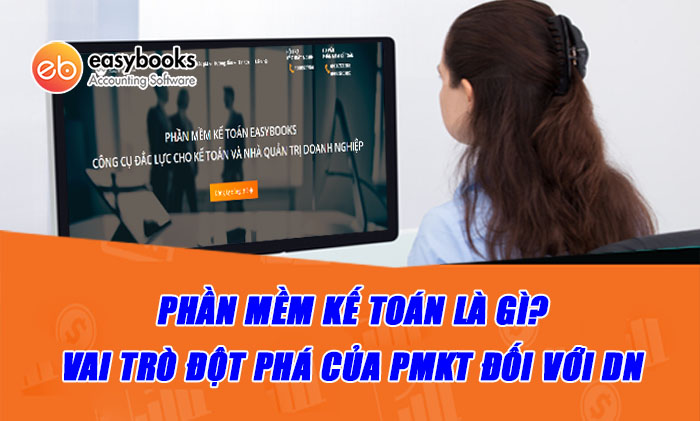 eb easybooks
Accounting Software
PHẦN MỀM KẾ TOÁN EASYBOOKS
CÔNG CỤ ĐẮC LỰC CHO KẾ TOÁN VÀ NHÀ QUẢN TRỊ DOANH NGHIỆP
PHẦN MỀM KẾ TOÁN LÀ GÌ?
VAI TRÒ ĐỘT PHÁ CỦA PMKT ĐỐI VỚI DN